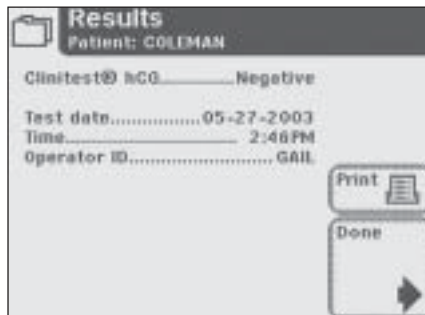 Results
Patient: COLEMAN
Clinitest® hCG..............Negative
Test date.................05-27-2003
Time.............................. 2:46PM
Operator ID..........................GAIL
Print
Done